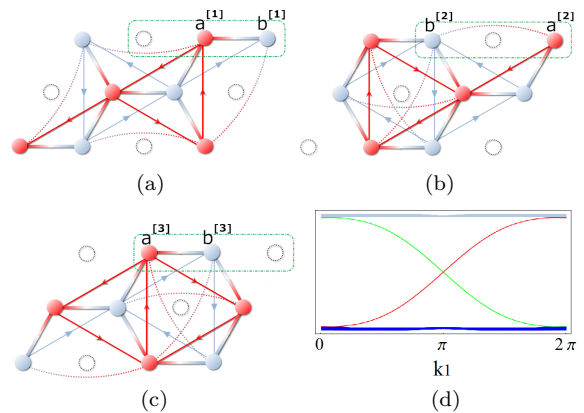 a[1] b[1]
b[2] a[2]
(a) (b)
a[3] b[3]
0 π 2π
k1
(c) (d)